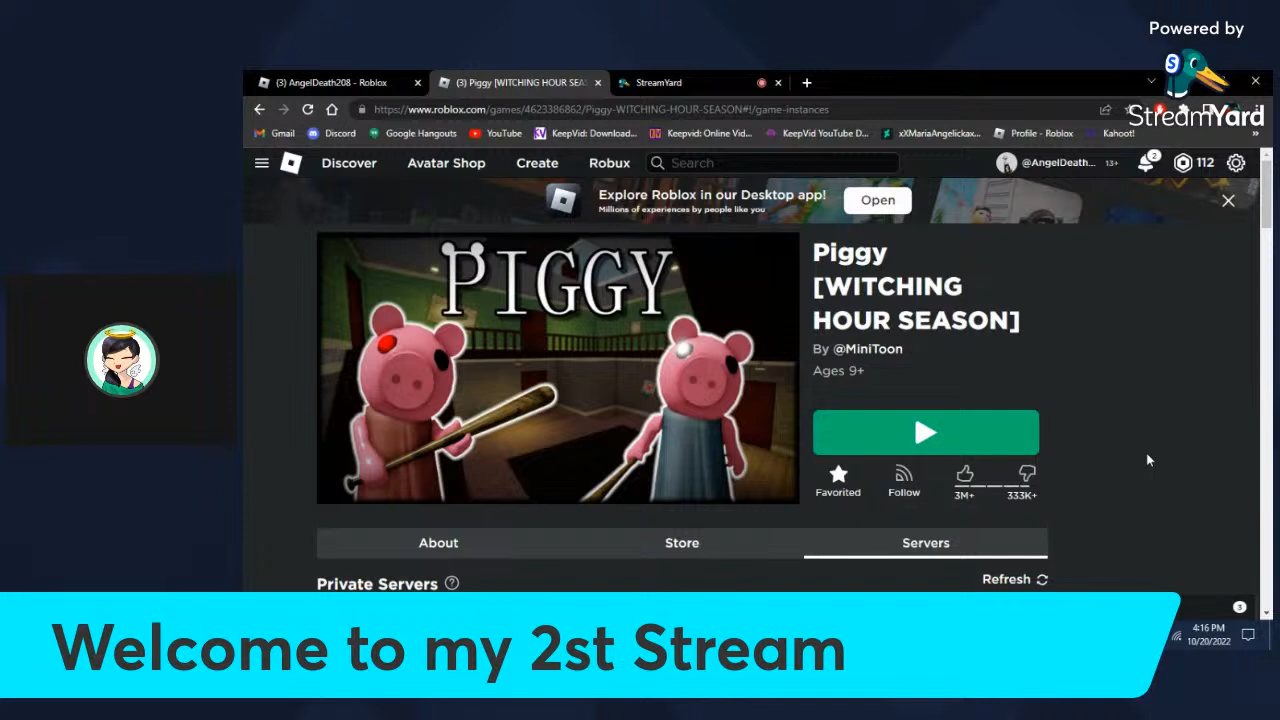 Powered by
StreamYard
(3) AngelDeath208 - Roblox
(3) Piggy [WITCHING HOUR SEA
StreamYard
https://www.roblox.com/games/4623386862/Piggy-WITCHING-HOUR-SEASON#!/game-instances
Gmail
Discord
Google Hangouts
YouTube
KeepVid: Download...
Keepvid: Online Vid...
KeepVid YouTube D...
xXMariaAngelickax...
Profile - Roblox
Kahoot!
Discover
Avatar Shop
Create
Robux
Search
@AngelDeath...
13+
2
112
Explore Roblox in our Desktop app!
Millions of experiences by people like you
Open
PIGGY
Piggy
[WITCHING
HOUR SEASON]
By @MiniToon
Ages 9+
Favorited
Follow
3M+
333K+
About
Store
Servers
Private Servers
Refresh
3
4:16 PM
10/20/2022
Welcome to my 2st Stream